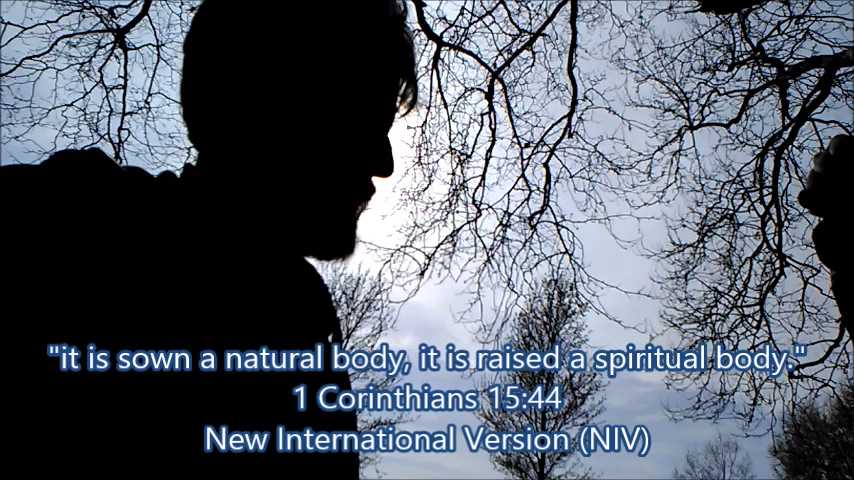 "it is sown a natural body, it is raised a spiritual body."
1 Corinthians 15:44
New International Version (NIV)